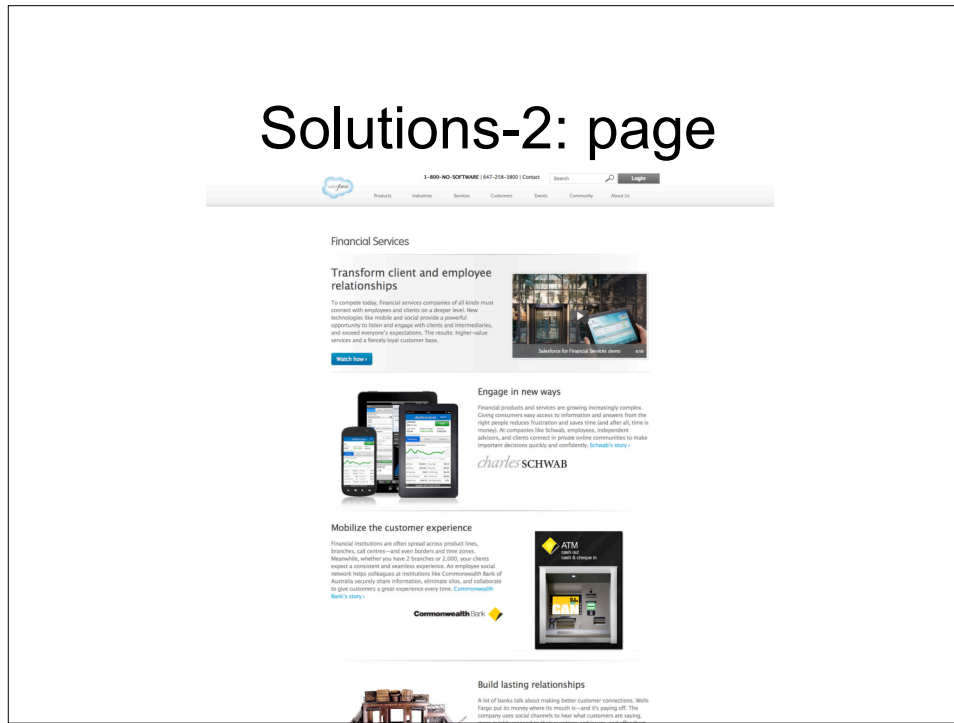 Solutions-2: page
1-800-NO-SOFTWARE | 647-258-3800 | Contact
Search
Login
salesforce
Products
Industries
Services
Customers
Events
Community
About Us
Financial Services
Transform client and employee
relationships
To compete today, financial services companies of all kinds must
connect with employees and clients on a deeper level. New
technologies like mobile and social provide a powerful
opportunity to listen and engage with clients and intermediaries,
and exceed everyone's expectations. The results: higher-value
services and a fiercely loyal customer base.
Watch how ›
Salesforce for Financial Services demo
Engage in new ways
Financial products and services are growing increasingly complex.
Giving consumers easy access to information and answers from the
right people reduces frustration and saves time (and after all, time is
money). At companies like Schwab, employees, independent
advisors, and clients connect in private online communities to make
important decisions quickly and confidently. Schwab's story ›
charles SCHWAB
Mobilize the customer experience
Financial institutions are often spread across product lines,
branches, call centres—and even borders and time zones.
Meanwhile, whether you have 2 branches or 2,000, your clients
expect a consistent and seamless experience. An employee social
network helps colleagues at institutions like Commonwealth Bank of
Australia securely share information, eliminate silos, and collaborate
to give customers a great experience every time. Commonwealth
Bank's story ›
CommonwealthBank
ATM
cash out
cash & cheque in
CAN
Build lasting relationships
A lot of banks talk about making better customer connections. Wells
Fargo put its money where its mouth is—and it's paying off. The
company uses social channels to hear what customers are saying,